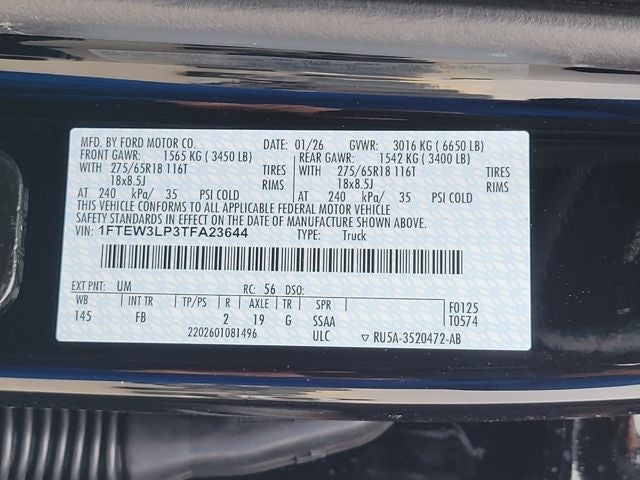 MFD. BY FORD MOTOR CO. DATE: 01/26 GVWR: 3016 KG ( 6650 LB)
FRONT GAWR: 1565 KG ( 3450 LB) REAR GAWR: 1542 KG ( 3400 LB)
WITH 275/65R18 116T TIRES WITH 275/65R18 116T TIRES
18x8.5J RIMS 18x8.5J RIMS
AT 240 kPa/ 35 PSI COLD AT 240 kPa/ 35 PSI COLD
THIS VEHICLE CONFORMS TO ALL APPLICABLE FEDERAL MOTOR VEHICLE
SAFETY STANDARDS IN EFFECT ON THE DATE OF MANUFACTURE SHOWN ABOVE.
VIN: 1FTEW3LP3TFA23644 TYPE: Truck
EXT PNT: UM RC: 56 DSO:
WB INT TR TP/PS R AXLE TR SPR F0125
145 FB 2 19 G SSAA T0574
2202601081496 ULC RU5A-3520472-AB